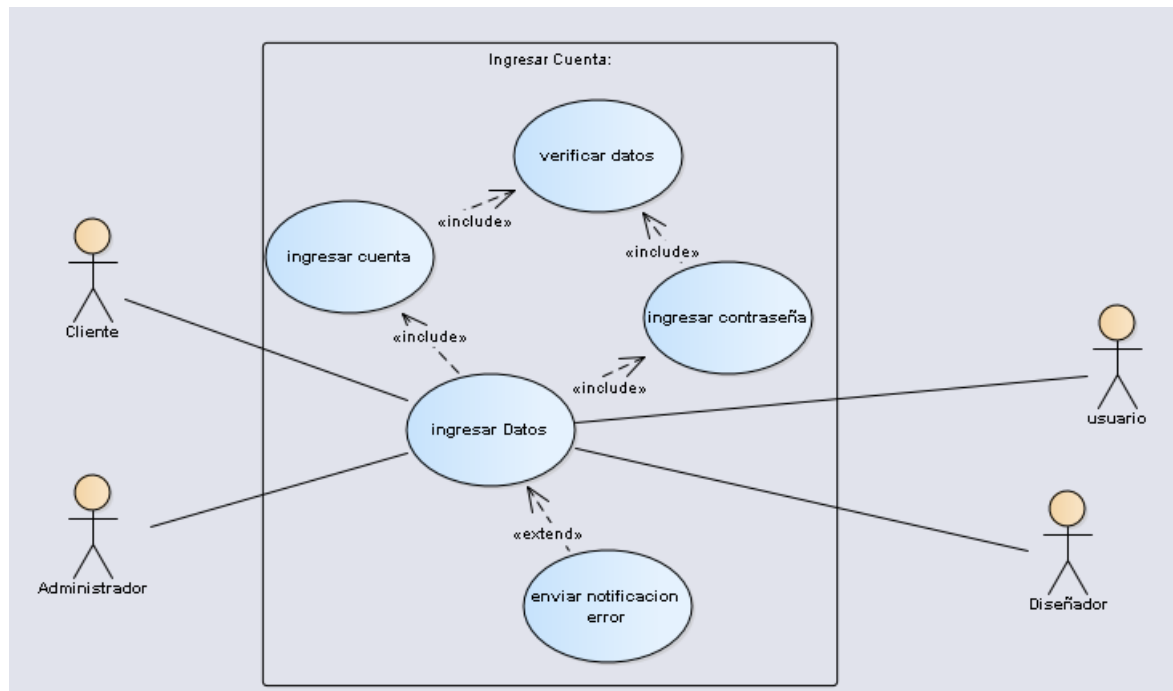 Ingresar Cuenta:
verificar datos
«include»
ingresar cuenta
«include»
ingresar contraseña
Cliente
«include»
«include»
ingresar Datos
usuario
«extend»
Administrador
enviar notificacion
error
Diseñador